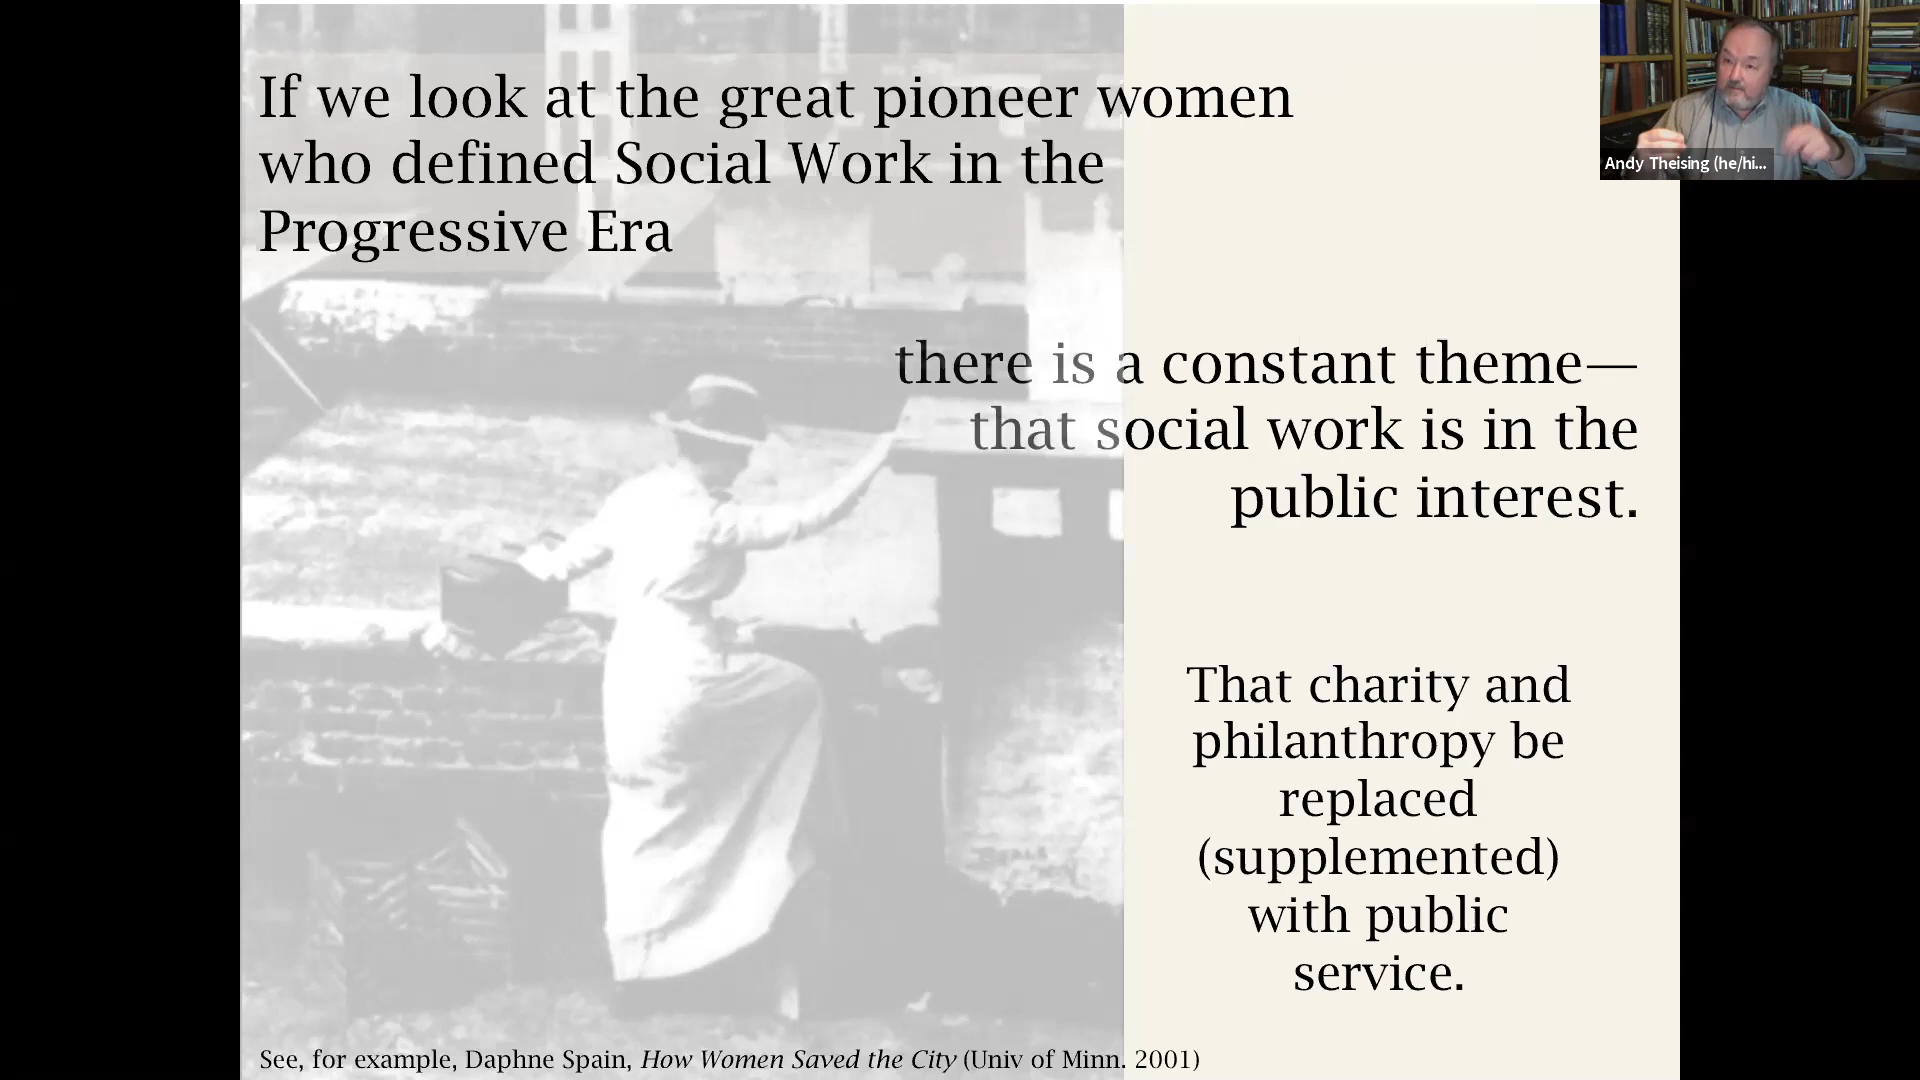 If we look at the great pioneer women
who defined Social Work in the
Progressive Era
there is a constant theme—
that social work is in the
public interest.
That charity and
philanthropy be
replaced
(supplemented)
with public
service.
See, for example, Daphne Spain, How Women Saved the City (Univ of Minn. 2001)
Andy Theising (he/hi...